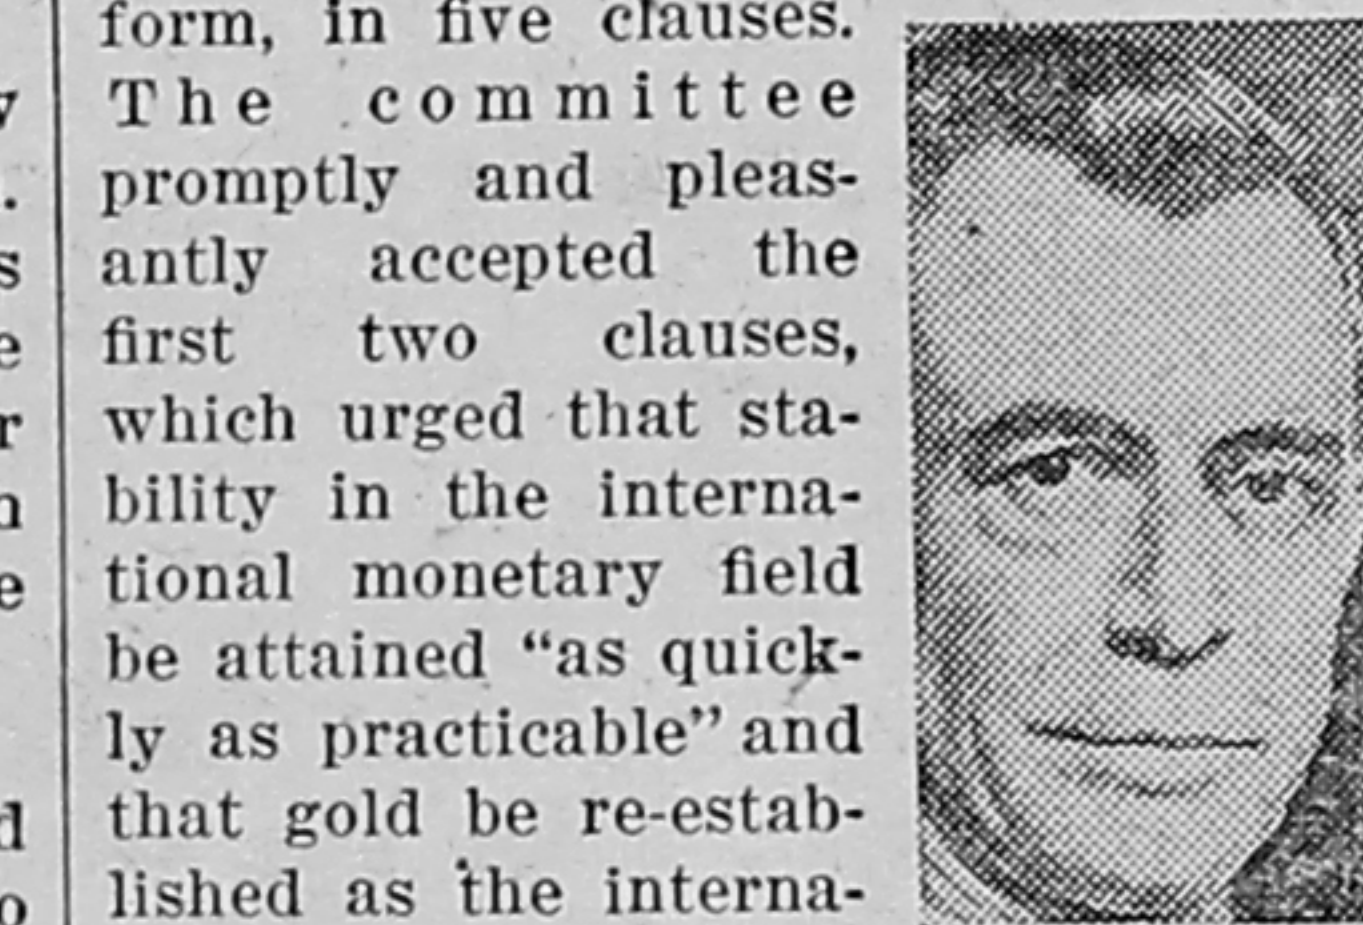 form, in five clauses.
The committee
promptly and pleas-
antly accepted the
first two clauses,
which urged that sta-
bility in the interna-
tional monetary field
be attained “as quick-
ly as practicable” and
that gold be re-estab-
lished as the interna-